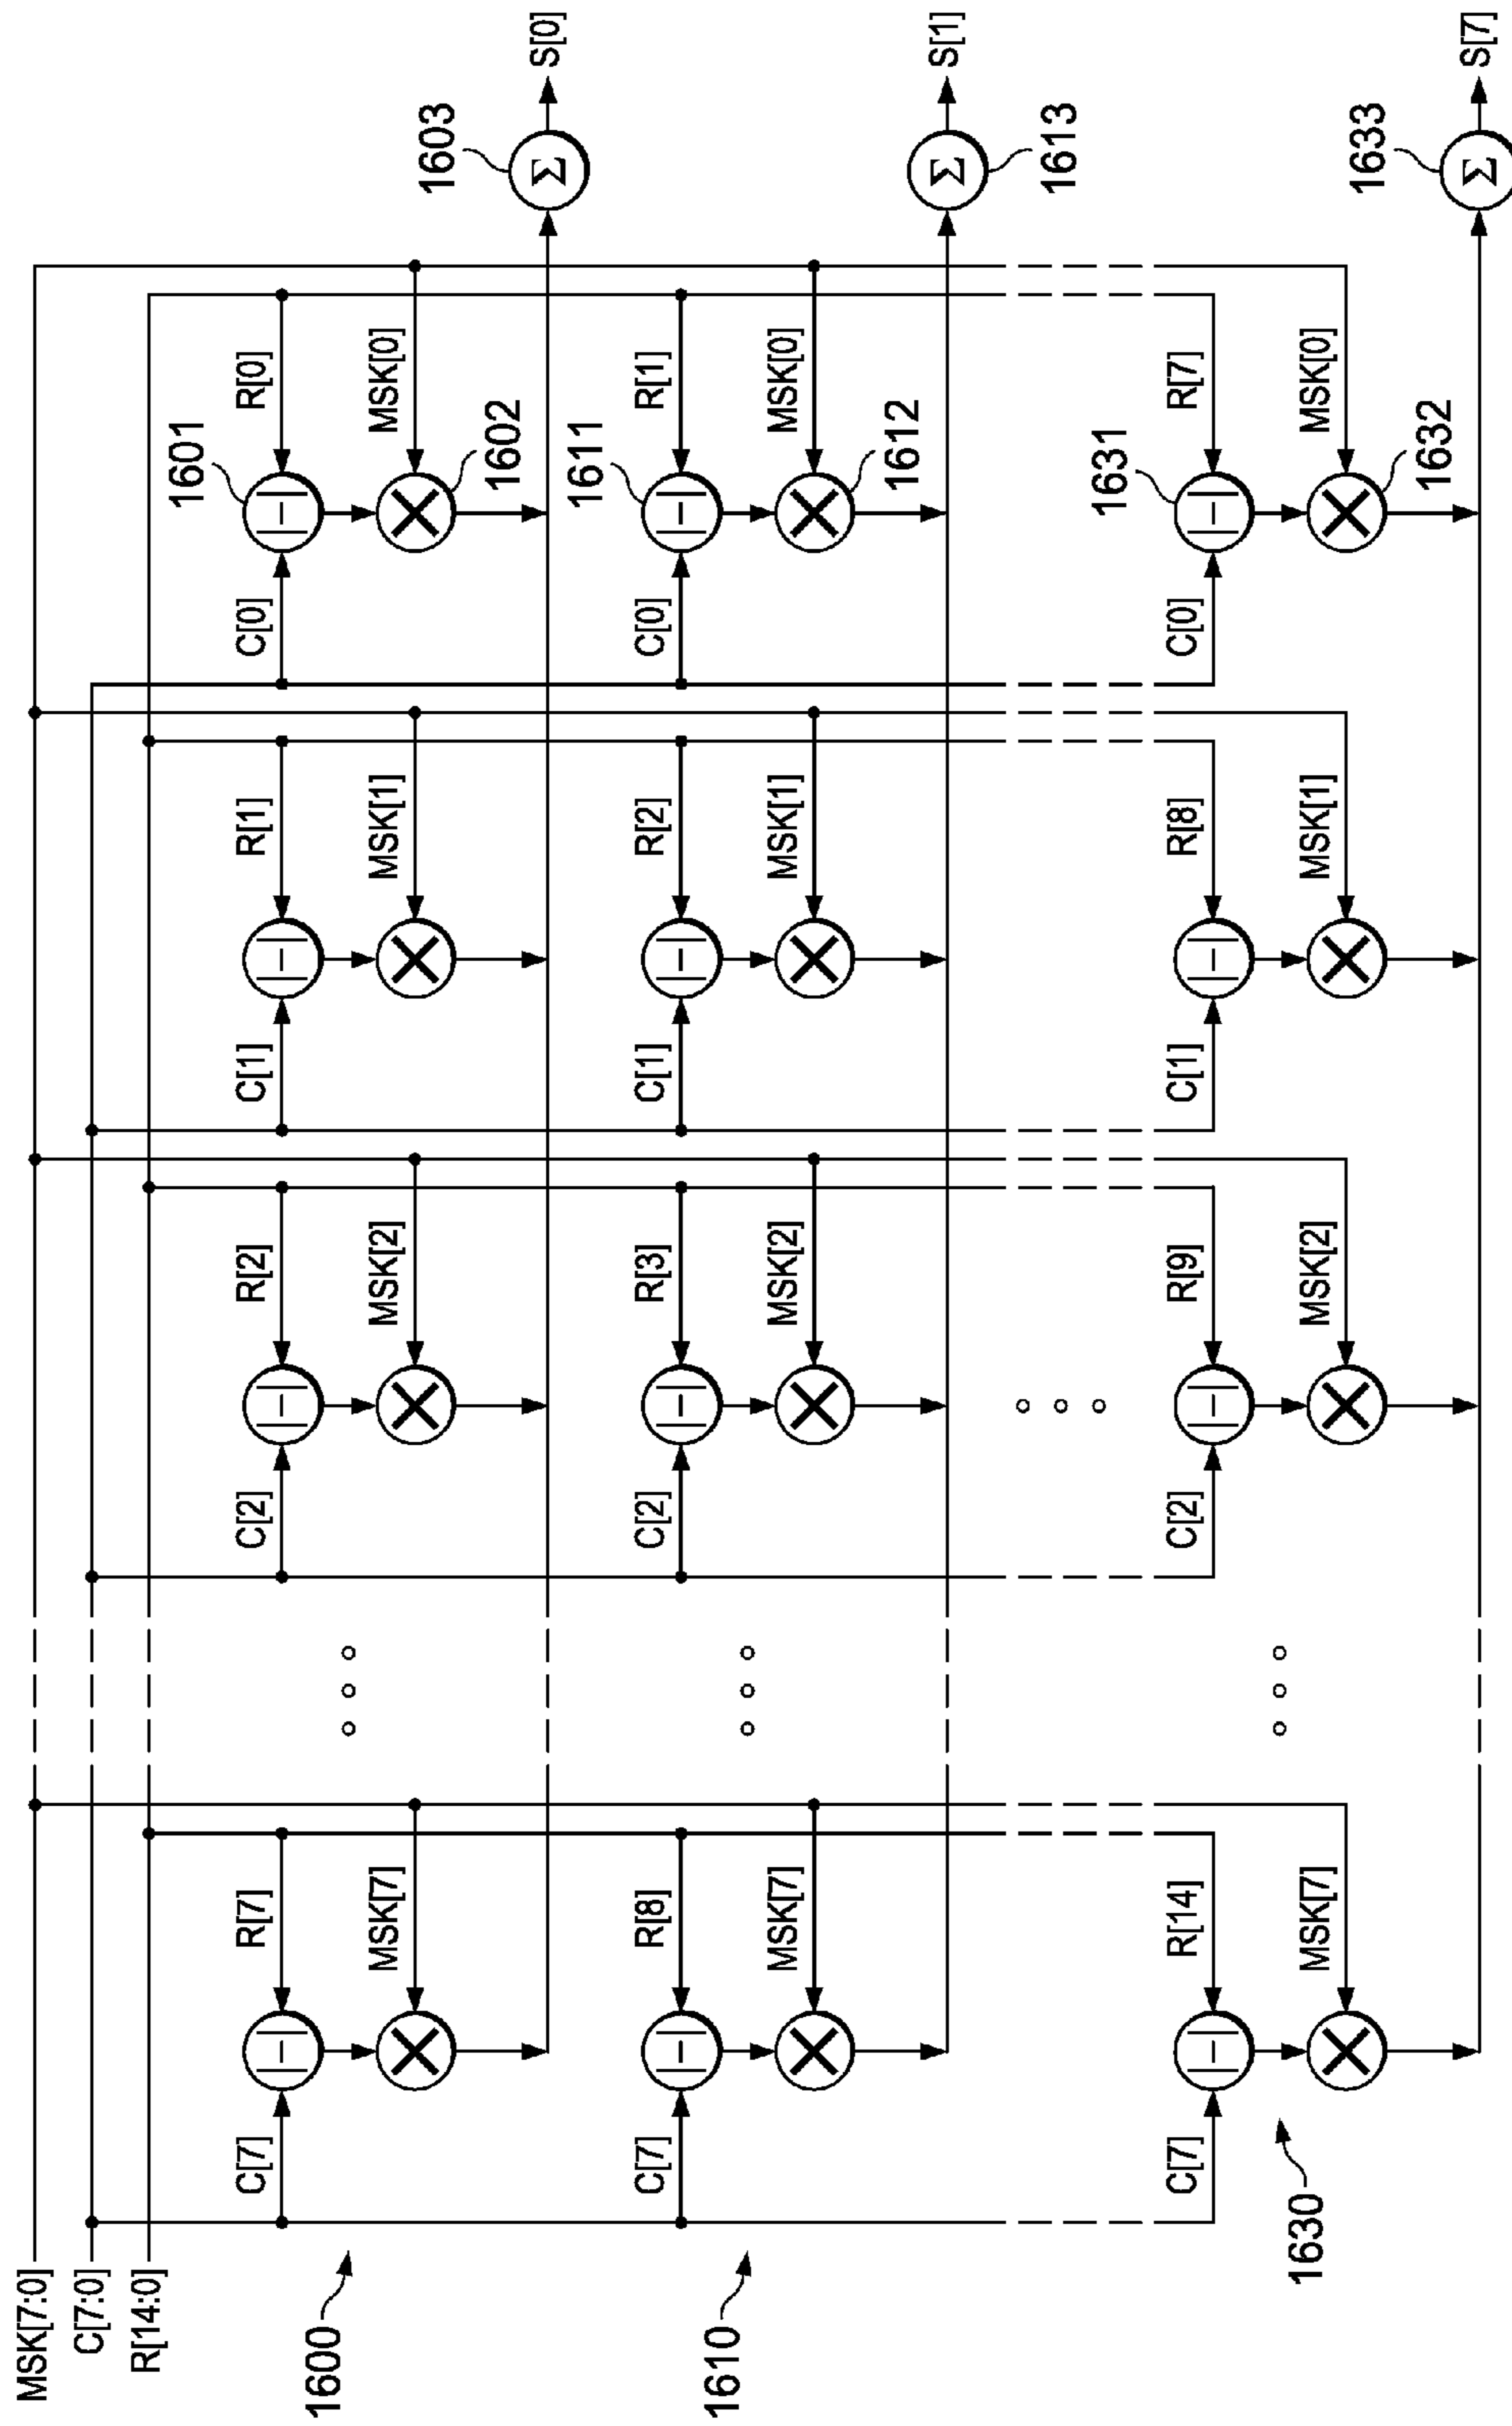 MSK[7:0]
C[7:0]
R[14:0]
1600
C[7]
R[7]
MSK[7]
C[2]
R[2]
MSK[2]
C[1]
R[1]
MSK[1]
C[0]
1601
R[0]
MSK[0]
1602
1603
Σ
S[0]
1610
C[7]
R[8]
MSK[7]
C[2]
R[3]
MSK[2]
C[1]
R[2]
MSK[1]
C[0]
1611
R[1]
MSK[0]
1612
Σ
1613
S[1]
1630
C[7]
R[14]
MSK[7]
C[2]
R[9]
MSK[2]
C[1]
R[8]
MSK[1]
C[0]
1631
R[7]
MSK[0]
1632
1633
Σ
S[7]